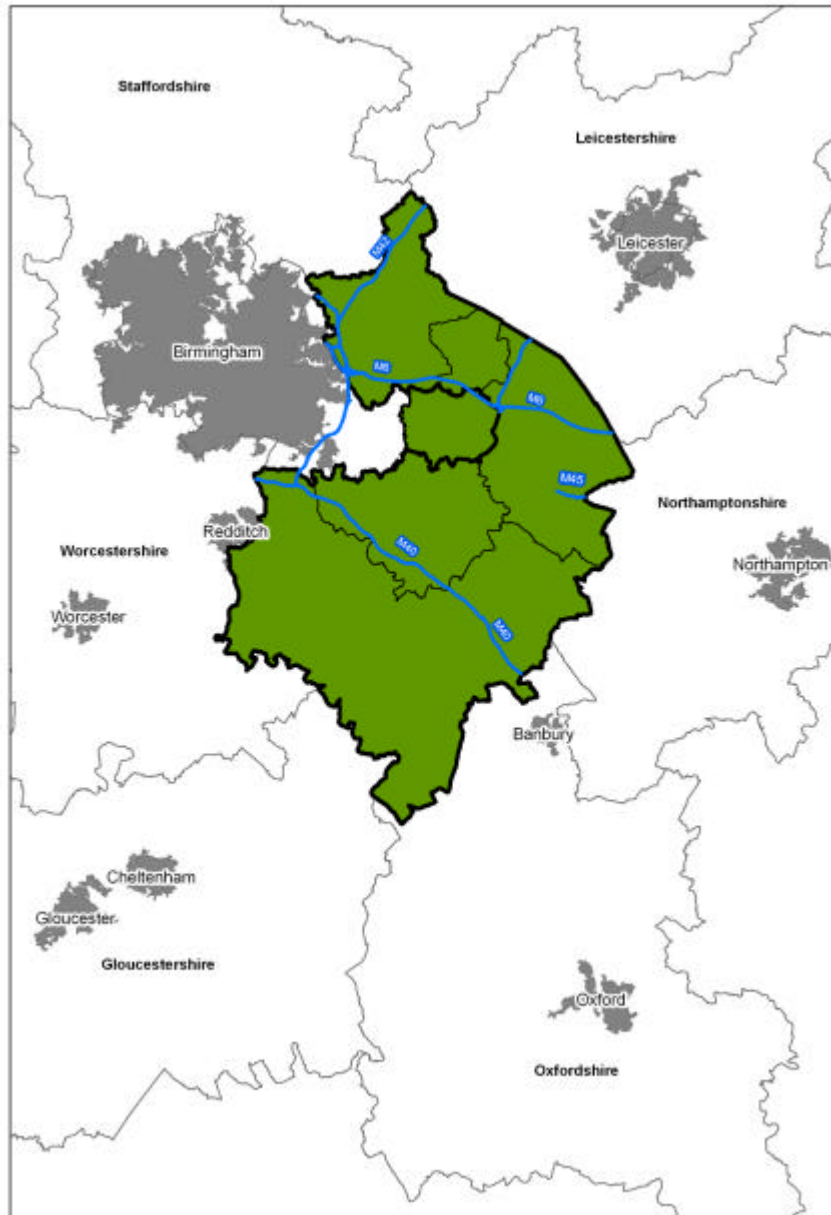 Staffordshire
Leicestershire
Leicester
M42
Birmingham
M6
M6
M45
Northamptonshire
Redditch
Worcestershire
M40
Northampton
Worcester
M40
Banbury
Cheltenham
Gloucester
Gloucestershire
Oxford
Oxfordshire